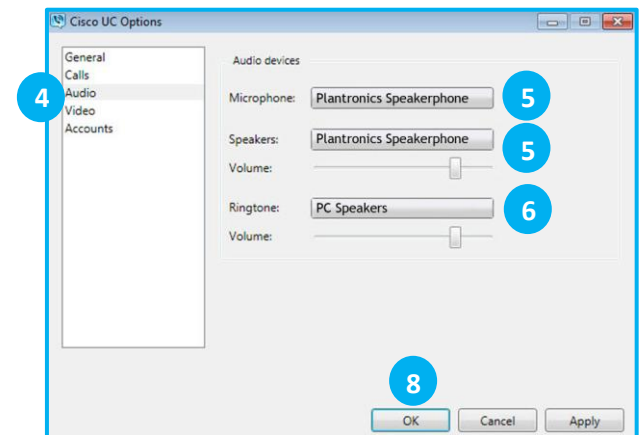 Cisco UC Options
General
Calls
4 Audio
Video
Accounts
Audio devices
Microphone: Plantronics Speakerphone 5
Speakers: Plantronics Speakerphone 5
Volume:
Ringtone: PC Speakers 6
Volume:
8
OK Cancel Apply